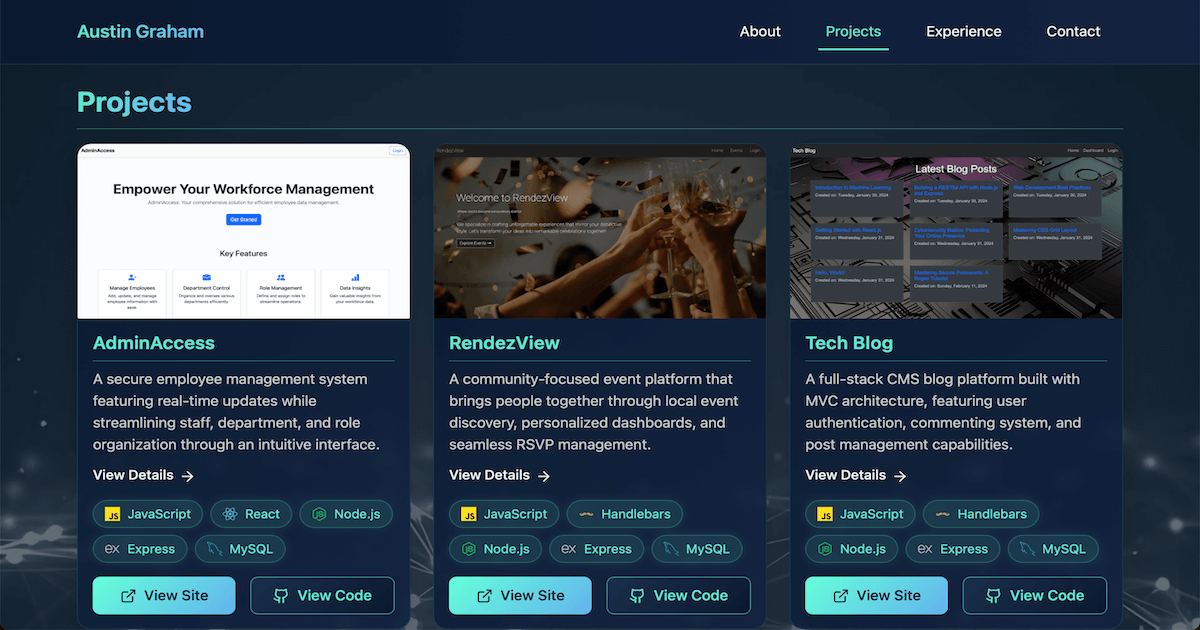 Austin Graham
About
Projects
Experience
Contact
Projects
AdminAccess
Login
Empower Your Workforce Management
AdminAccess: Your comprehensive solution for efficient employee data management.
Get Started
Key Features
Manage Employees
Add, update, and manage
employee information with
ease.
Department Control
Organize and oversee various
departments efficiently.
Role Management
Define and assign roles to
streamline operations.
Data Insights
Gain valuable insights from
your workforce data.
AdminAccess
A secure employee management system
featuring real-time updates while
streamlining staff, department, and role
organization through an intuitive interface.
View Details →
JS JavaScript
React
Node.js
ex Express
MySQL
View Site
View Code
RendezView
Home Events Login
Welcome to RendezView
We specialize in crafting unforgettable experiences that mirror your distinctive
style. Let's transform your ideas into remarkable celebrations together!
Explore Events →
RendezView
A community-focused event platform that
brings people together through local event
discovery, personalized dashboards, and
seamless RSVP management.
View Details →
JS JavaScript
Handlebars
Node.js
ex Express
MySQL
View Site
View Code
Tech Blog
Home Dashboard Login
Latest Blog Posts
Introduction to Machine Learning
Created on: Tuesday, January 30, 2024
Building a RESTful API with Node.js
and Express
Created on: Tuesday, January 30, 2024
Web Development Best Practices
Created on: Tuesday, January 30, 2024
Getting Started with React.js
Created on: Wednesday, January 31, 2024
Cybersecurity Basics: Protecting
Your Online Presence
Created on: Wednesday, January 31, 2024
Mastering CSS Grid Layout
Created on: Wednesday, January 31, 2024
Hello, World!
Created on: Wednesday, January 31, 2024
Mastering Secure Passwords: A
Regex Tutorial
Created on: Sunday, February 11, 2024
Tech Blog
A full-stack CMS blog platform built with
MVC architecture, featuring user
authentication, commenting system, and
post management capabilities.
View Details →
JS JavaScript
Handlebars
Node.js
ex Express
MySQL
View Site
View Code